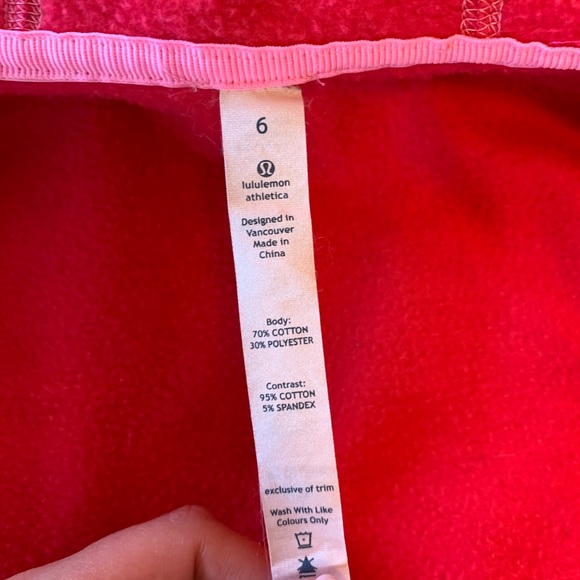 6
lululemon
athletica
Designed in
Vancouver
Made in
China
Body:
70% COTTON
30% POLYESTER
Contrast:
95% COTTON
5% SPANDEX
exclusive of trim
Wash With Like
Colours Only